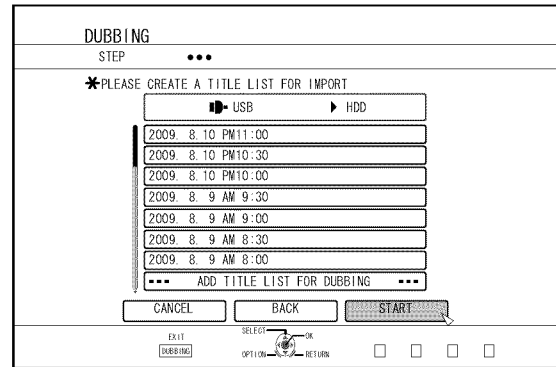 DUBBING
STEP
*PLEASE CREATE A TITLE LIST FOR IMPORT
USB ▶ HDD
2009. 8.10 PM11:00
2009. 8.10 PM10:30
2009. 8.10 PM10:00
2009. 8. 9 AM 9:30
2009. 8. 9 AM 9:00
2009. 8. 9 AM 8:30
2009. 8. 9 AM 8:00
--- ADD TITLE LIST FOR DUBBING ---
CANCEL BACK START
EXIT SELECT OK
DUBBING OPTION RETURN